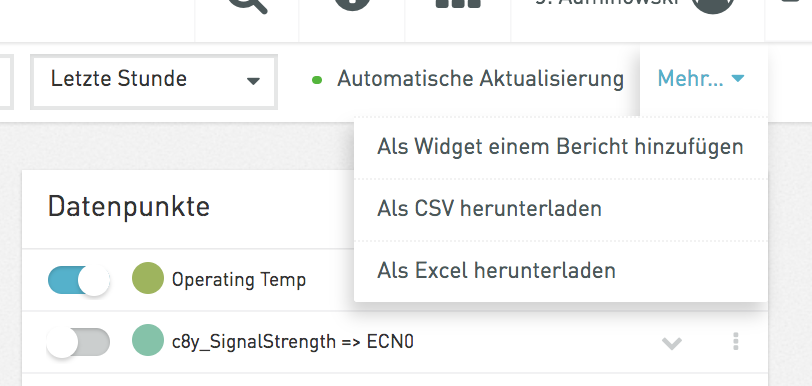 Letzte Stunde
Automatische Aktualisierung
Mehr...
Als Widget einem Bericht hinzufügen
Als CSV herunterladen
Als Excel herunterladen
Datenpunkte
Operating Temp
c8y_SignalStrength => ECN0